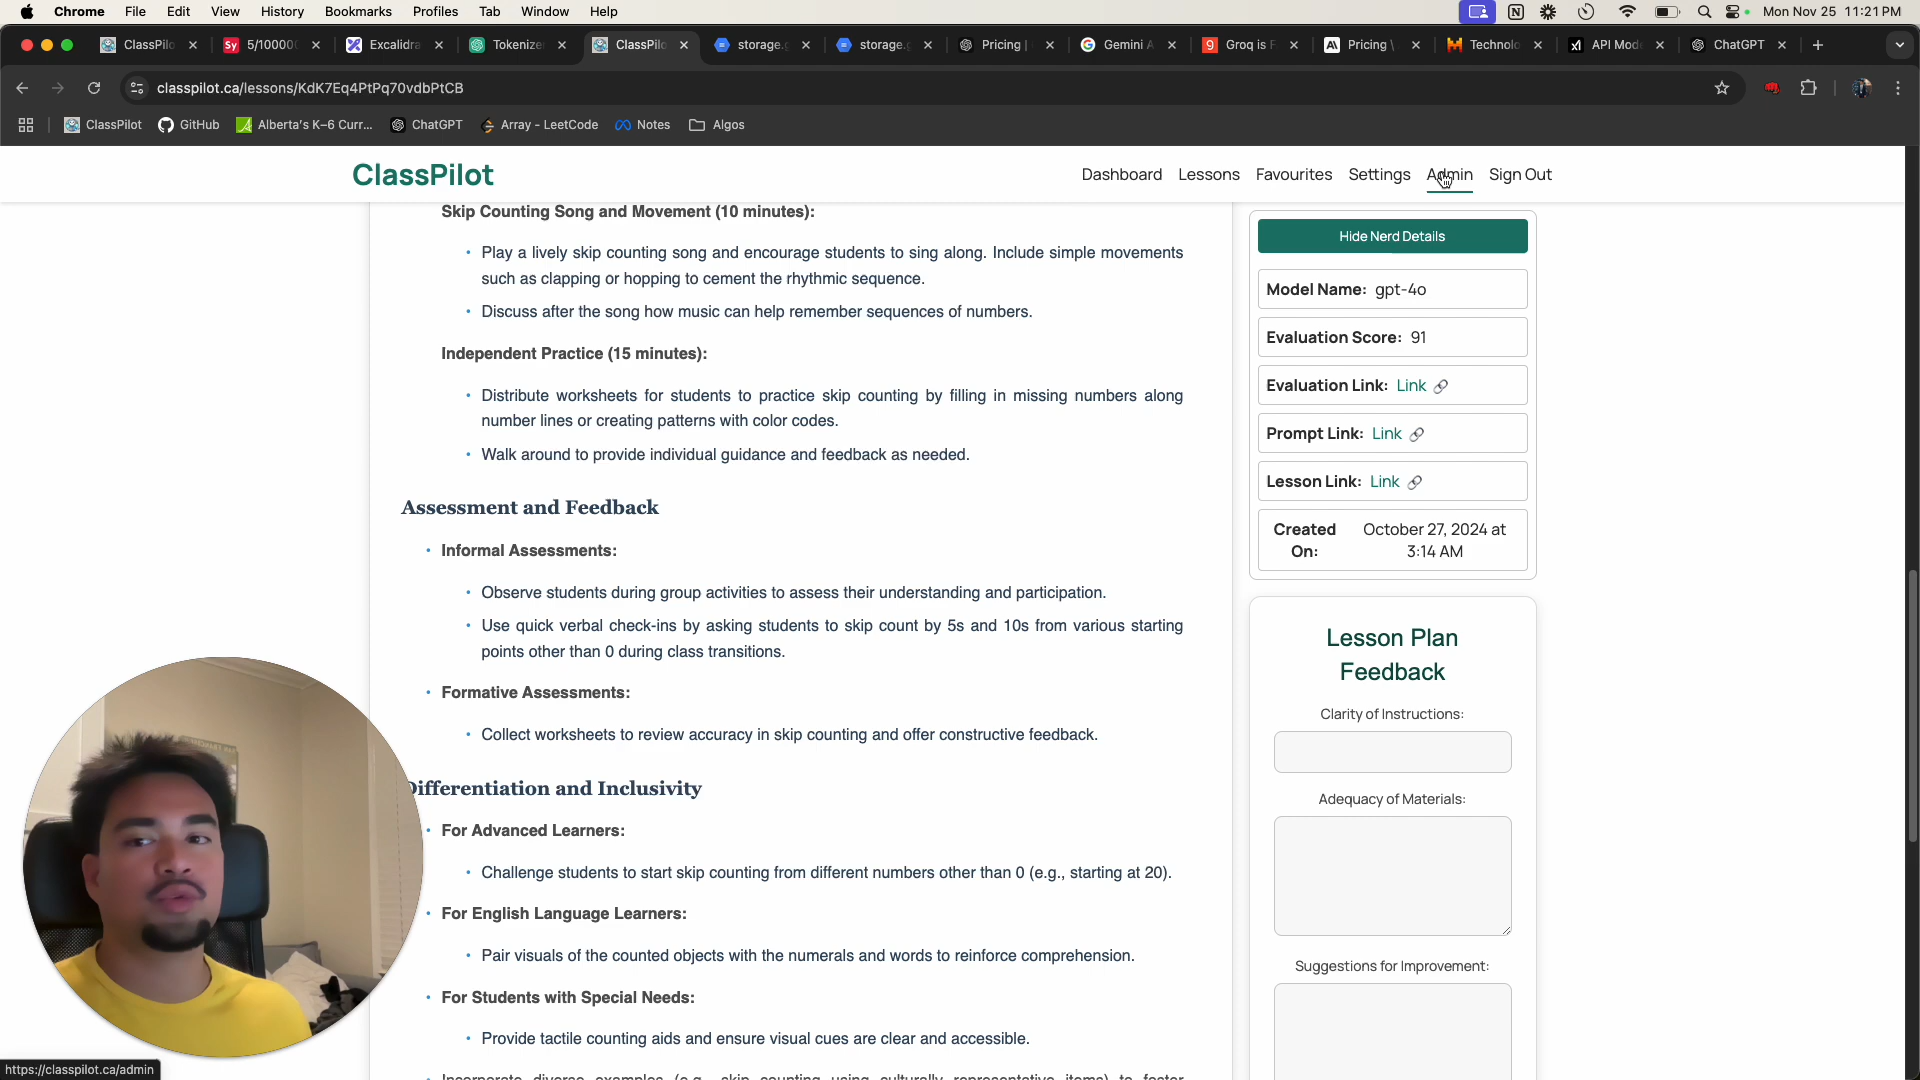 Chrome File Edit View History Bookmarks Profiles Tab Window Help Mon Nov 25 11:21 PM
ClassPilo 5/10000 Excalidra Tokenize ClassPilo storage.g storage.g Pricing | Gemini A Groq is F Pricing \ Technolo API Mod ChatGPT
classpilot.ca/lessons/KdK7Eq4PtPq70vdbPtCB
ClassPilot GitHub Alberta's K–6 Curr... ChatGPT Array - LeetCode Notes Algos
ClassPilot Dashboard Lessons Favourites Settings Admin Sign Out
Skip Counting Song and Movement (10 minutes):
• Play a lively skip counting song and encourage students to sing along. Include simple movements
such as clapping or hopping to cement the rhythmic sequence.
• Discuss after the song how music can help remember sequences of numbers.
Independent Practice (15 minutes):
• Distribute worksheets for students to practice skip counting by filling in missing numbers along
number lines or creating patterns with color codes.
• Walk around to provide individual guidance and feedback as needed.
Assessment and Feedback
• Informal Assessments:
• Observe students during group activities to assess their understanding and participation.
• Use quick verbal check-ins by asking students to skip count by 5s and 10s from various starting
points other than 0 during class transitions.
• Formative Assessments:
• Collect worksheets to review accuracy in skip counting and offer constructive feedback.
Differentiation and Inclusivity
• For Advanced Learners:
• Challenge students to start skip counting from different numbers other than 0 (e.g., starting at 20).
• For English Language Learners:
• Pair visuals of the counted objects with the numerals and words to reinforce comprehension.
• For Students with Special Needs:
• Provide tactile counting aids and ensure visual cues are clear and accessible.
• Incorporate diverse examples (e.g., skip counting using culturally representative items) to foster
Hide Nerd Details
Model Name: gpt-4o
Evaluation Score: 91
Evaluation Link: Link
Prompt Link: Link
Lesson Link: Link
Created October 27, 2024 at
On: 3:14 AM
Lesson Plan
Feedback
Clarity of Instructions:
Adequacy of Materials:
Suggestions for Improvement:
https://classpilot.ca/admin